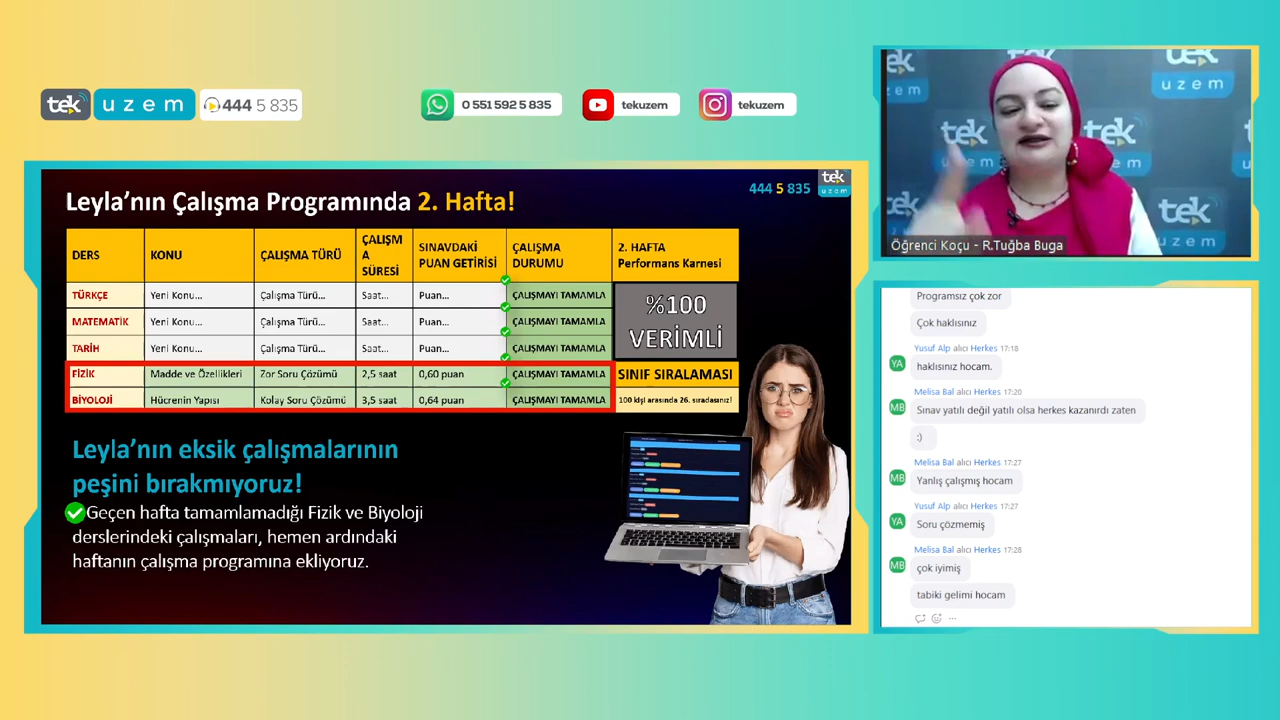 tek uzem 444 5 835
0 551 592 5 835
tekuzem
tekuzem
Leyla’nın Çalışma Programında 2. Hafta!
444 5 835
tek
uzem
DERS KONU ÇALIŞMA TÜRÜ ÇALIŞMA SÜRESİ SINAVDAKİ PUAN GETİRİSİ ÇALIŞMA DURUMU 2. HAFTA Performans Karnesi
TÜRKÇE Yeni Konu... Çalışma Türü... Saat... Puan... ÇALIŞMAYI TAMAMLA
MATEMATİK Yeni Konu... Çalışma Türü... Saat... Puan... ÇALIŞMAYI TAMAMLA
TARİH Yeni Konu... Çalışma Türü... Saat... Puan... ÇALIŞMAYI TAMAMLA
%100
VERİMLİ
FİZİK Madde ve Özellikleri Zor Soru Çözümü 2,5 saat 0,60 puan ÇALIŞMAYI TAMAMLA SINIF SIRALAMASI
BİYOLOJİ Hücrenin Yapısı Kolay Soru Çözümü 3,5 saat 0,64 puan ÇALIŞMAYI TAMAMLA 100 kişi arasında 26. sıradasınız!
Leyla’nın eksik çalışmalarının
peşini bırakmıyoruz!
Geçen hafta tamamlamadığı Fizik ve Biyoloji
derslerindeki çalışmaları, hemen ardındaki
haftanın çalışma programına ekliyoruz.
tek
uzem
Öğrenci Koçu - R.Tuğba Buga
Programsız çok zor
Çok haklısınız
Yusuf Alp alıcı Herkes 17:18
YA haklısınız hocam.
Melisa Bal alıcı Herkes 17:20
MB Sınav yatılı değil yatılı olsa herkes kazanırdı zaten
:)
Melisa Bal alıcı Herkes 17:27
MB Yanlış çalışmış hocam
Yusuf Alp alıcı Herkes 17:27
YA Soru çözmemiş
Melisa Bal alıcı Herkes 17:28
MB çok iyimiş
tabiki gelimi hocam